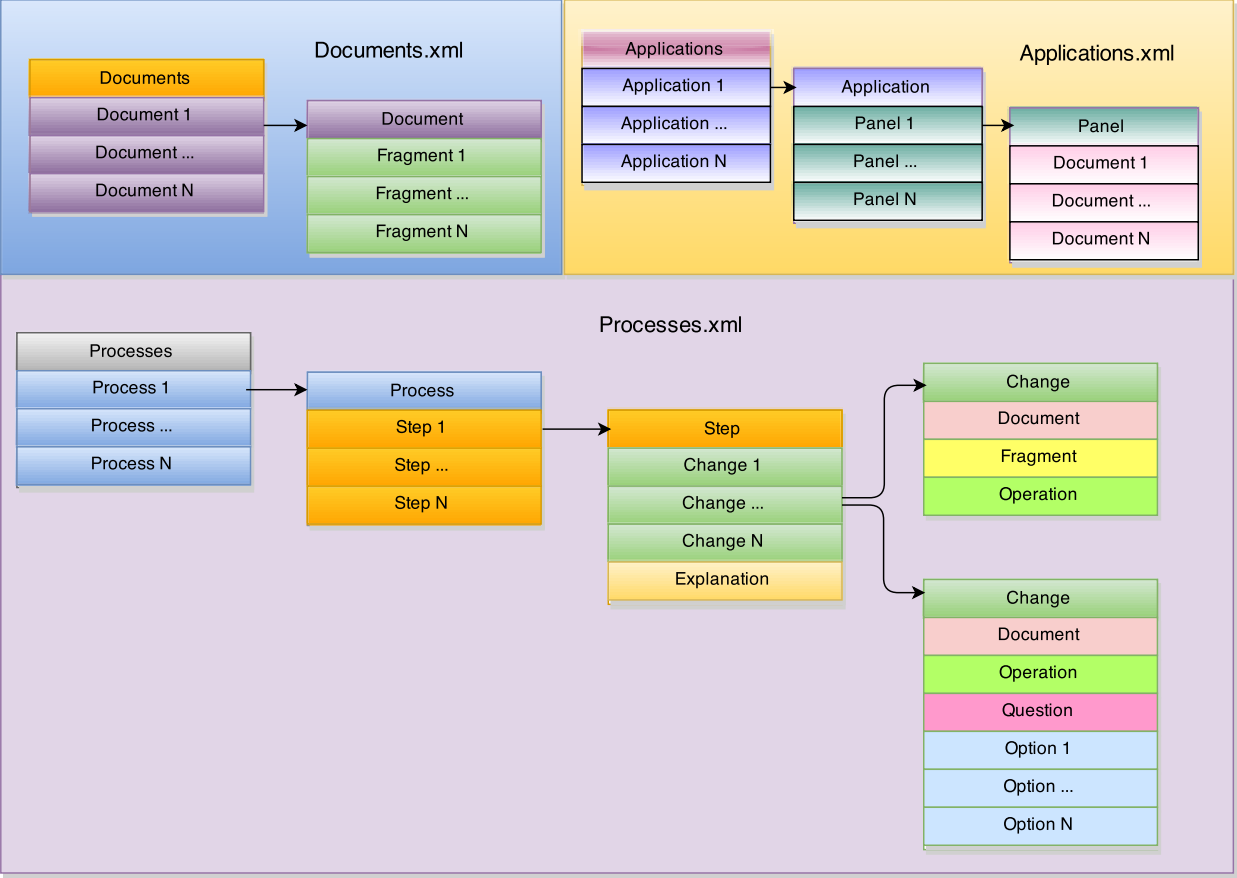 Documents.xml
Documents
Document 1
Document ...
Document N
Document
Fragment 1
Fragment ...
Fragment N
Applications.xml
Applications
Application 1
Application ...
Application N
Application
Panel 1
Panel ...
Panel N
Panel
Document 1
Document ...
Document N
Processes.xml
Processes
Process 1
Process ...
Process N
Process
Step 1
Step ...
Step N
Step
Change 1
Change ...
Change N
Explanation
Change
Document
Fragment
Operation
Change
Document
Operation
Question
Option 1
Option ...
Option N